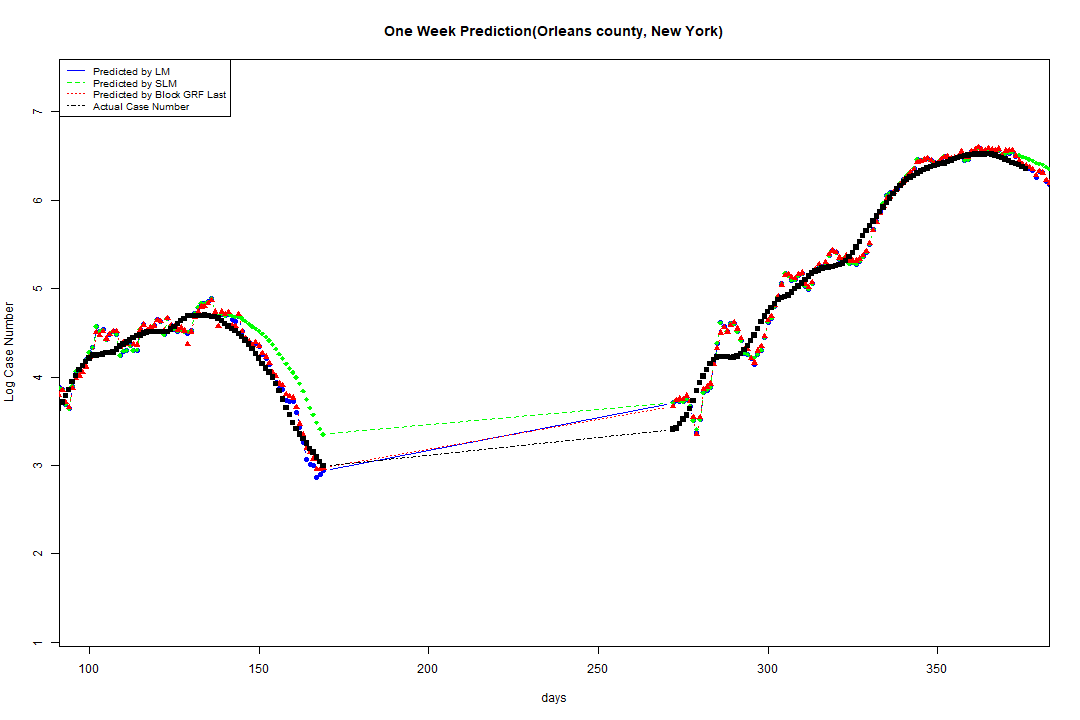 One Week Prediction(Orleans county, New York)
Predicted by LM
Predicted by SLM
Predicted by Block GRF Last
Actual Case Number
Log Case Number
7
6
5
4
3
2
1
100 150 200 250 300 350
days